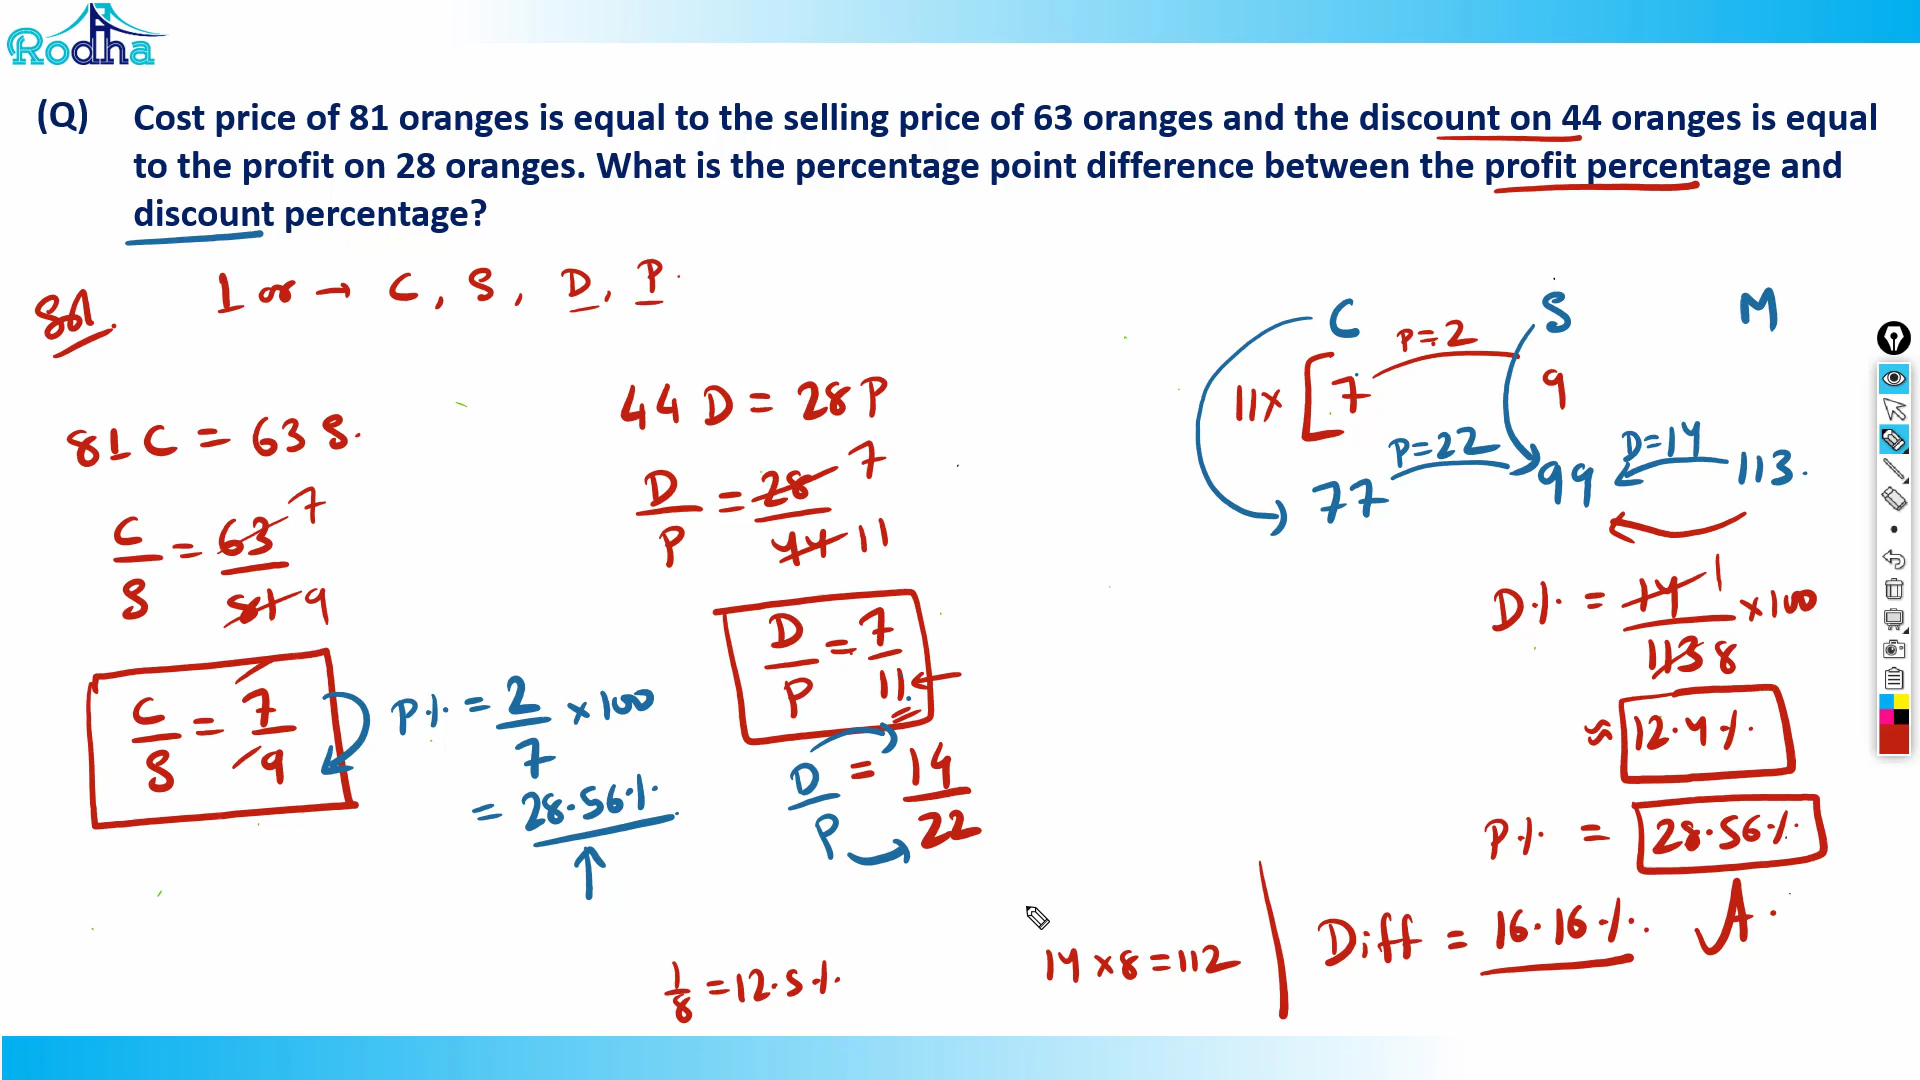 Rodha
(Q) Cost price of 81 oranges is equal to the selling price of 63 oranges and the discount on 44 oranges is equal
to the profit on 28 oranges. What is the percentage point difference between the profit percentage and
discount percentage?
Sol.
1 or → C, S, D, P.
81 C = 63 S.
C/S = 63/81 7/9
C/S = 7/9
P% = 2/7 × 100
= 28.56%.
44 D = 28 P
D/P = 28/44 7/11
D/P = 7/11
D/P = 14/22
1/8 = 12.5%.
C S M
P = 2
11× [7 9
P=22 D=14
77 99 113.
D% = 14/113 1/8 × 100
≈ 12.4%.
P% = 28.56%.
14 × 8 = 112
Diff = 16.16%. A.